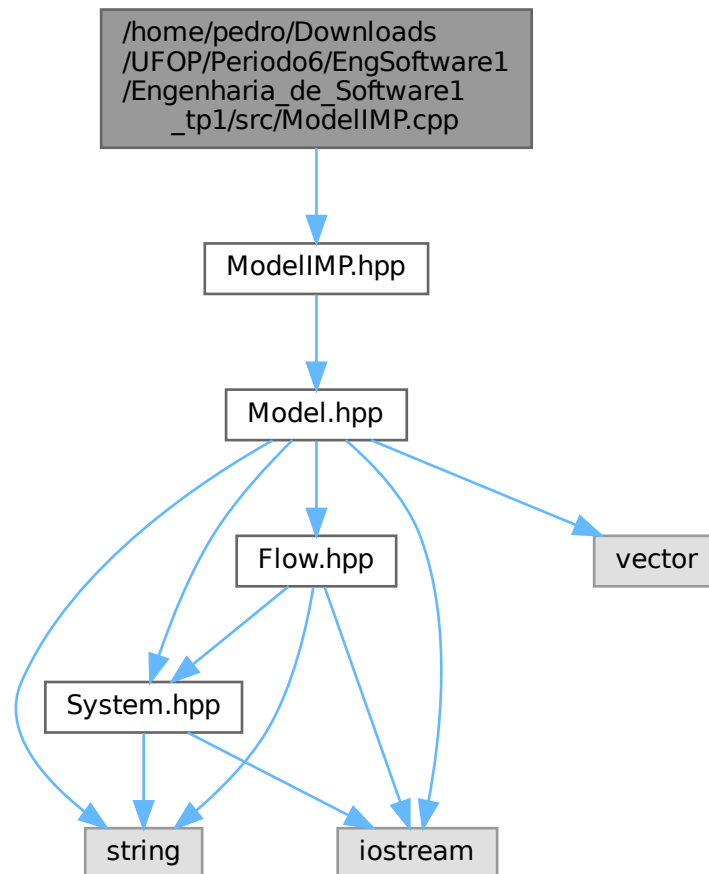 /home/pedro/Downloads
/UFOP/Periodo6/EngSoftware1
/Engenharia_de_Software1
_tp1/src/ModelIMP.cpp
ModelIMP.hpp
Model.hpp
Flow.hpp
vector
System.hpp
string
iostream